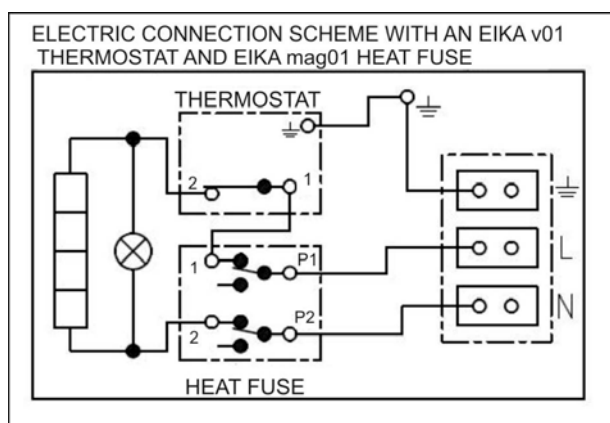 ELECTRIC CONNECTION SCHEME WITH AN EIKA v01
THERMOSTAT AND EIKA mag01 HEAT FUSE
THERMOSTAT
2
1
1
P1
L
P2
N
2
HEAT FUSE